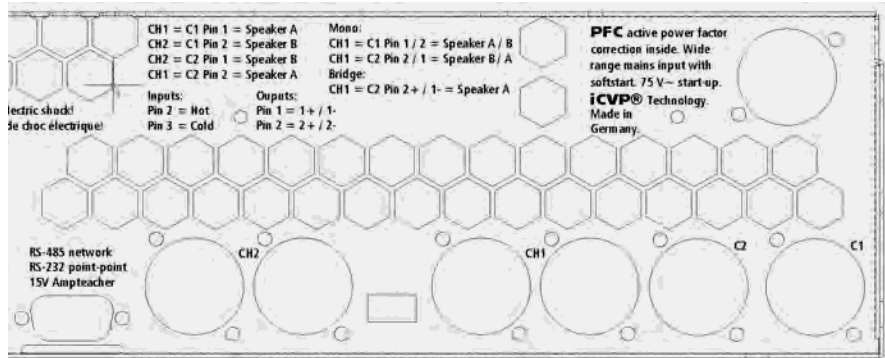 CH1 = C1 Pin 1 = Speaker A
CH2 = C1 Pin 2 = Speaker B
CH2 = C2 Pin 1 = Speaker B
CH1 = C2 Pin 2 = Speaker A
Mono:
CH1 = C1 Pin 1 / 2 = Speaker A / B
CH1 = C2 Pin 2 / 1 = Speaker B / A
Bridge:
CH1 = C2 Pin 2+ / 1- = Speaker A
Inputs:
Pin 2 = Hot
Pin 3 = Cold
Ouputs:
Pin 1 = 1+ / 1-
Pin 2 = 2+ / 2-
PFC active power factor
correction inside. Wide
range mains input with
softstart. 75 V~ start-up.
iCVP® Technology.
Made in
Germany.
lectric shock!
de choc électrique!
RS-485 network
RS-232 point-point
15V Ampteacher
CH2
CH1
C2
C1